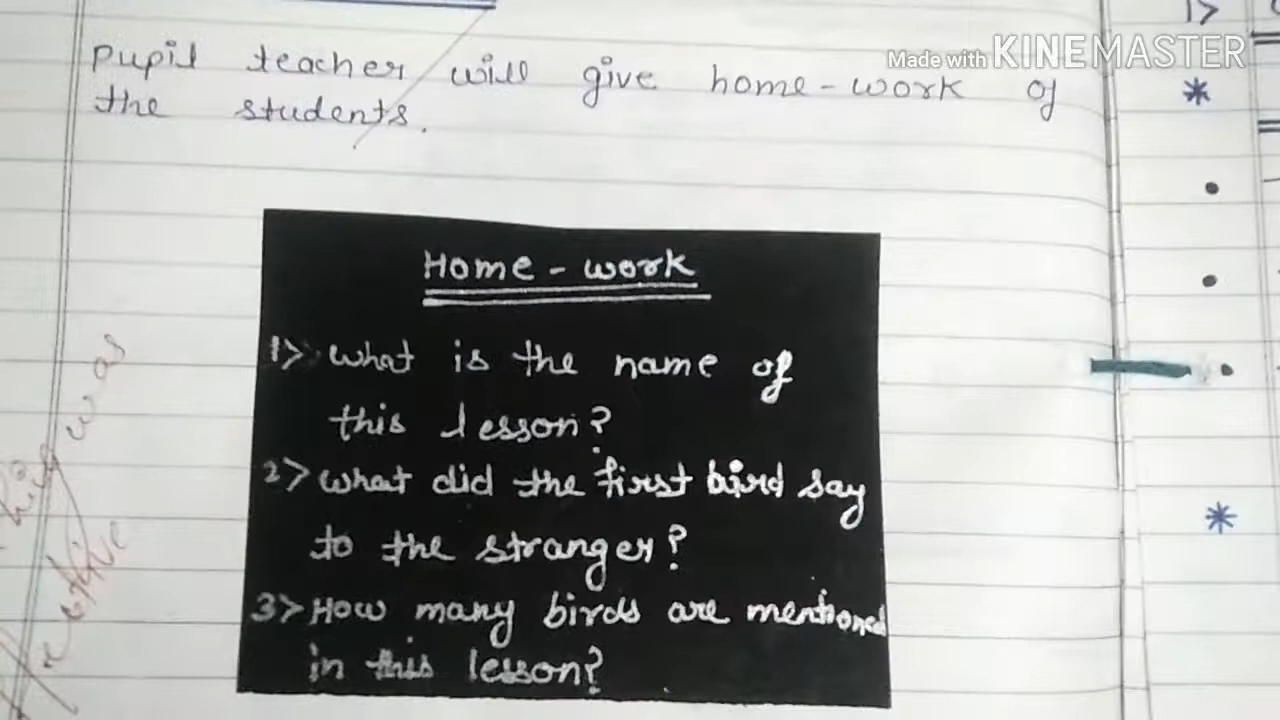 Made with KINEMASTER
pupil teacher will give home-work of
the students.
Home-work
1> what is the name of
this lesson?
2> what did the first bird say
to the stranger?
3> How many birds are mentioned
in this lesson?
was
1>
*
*